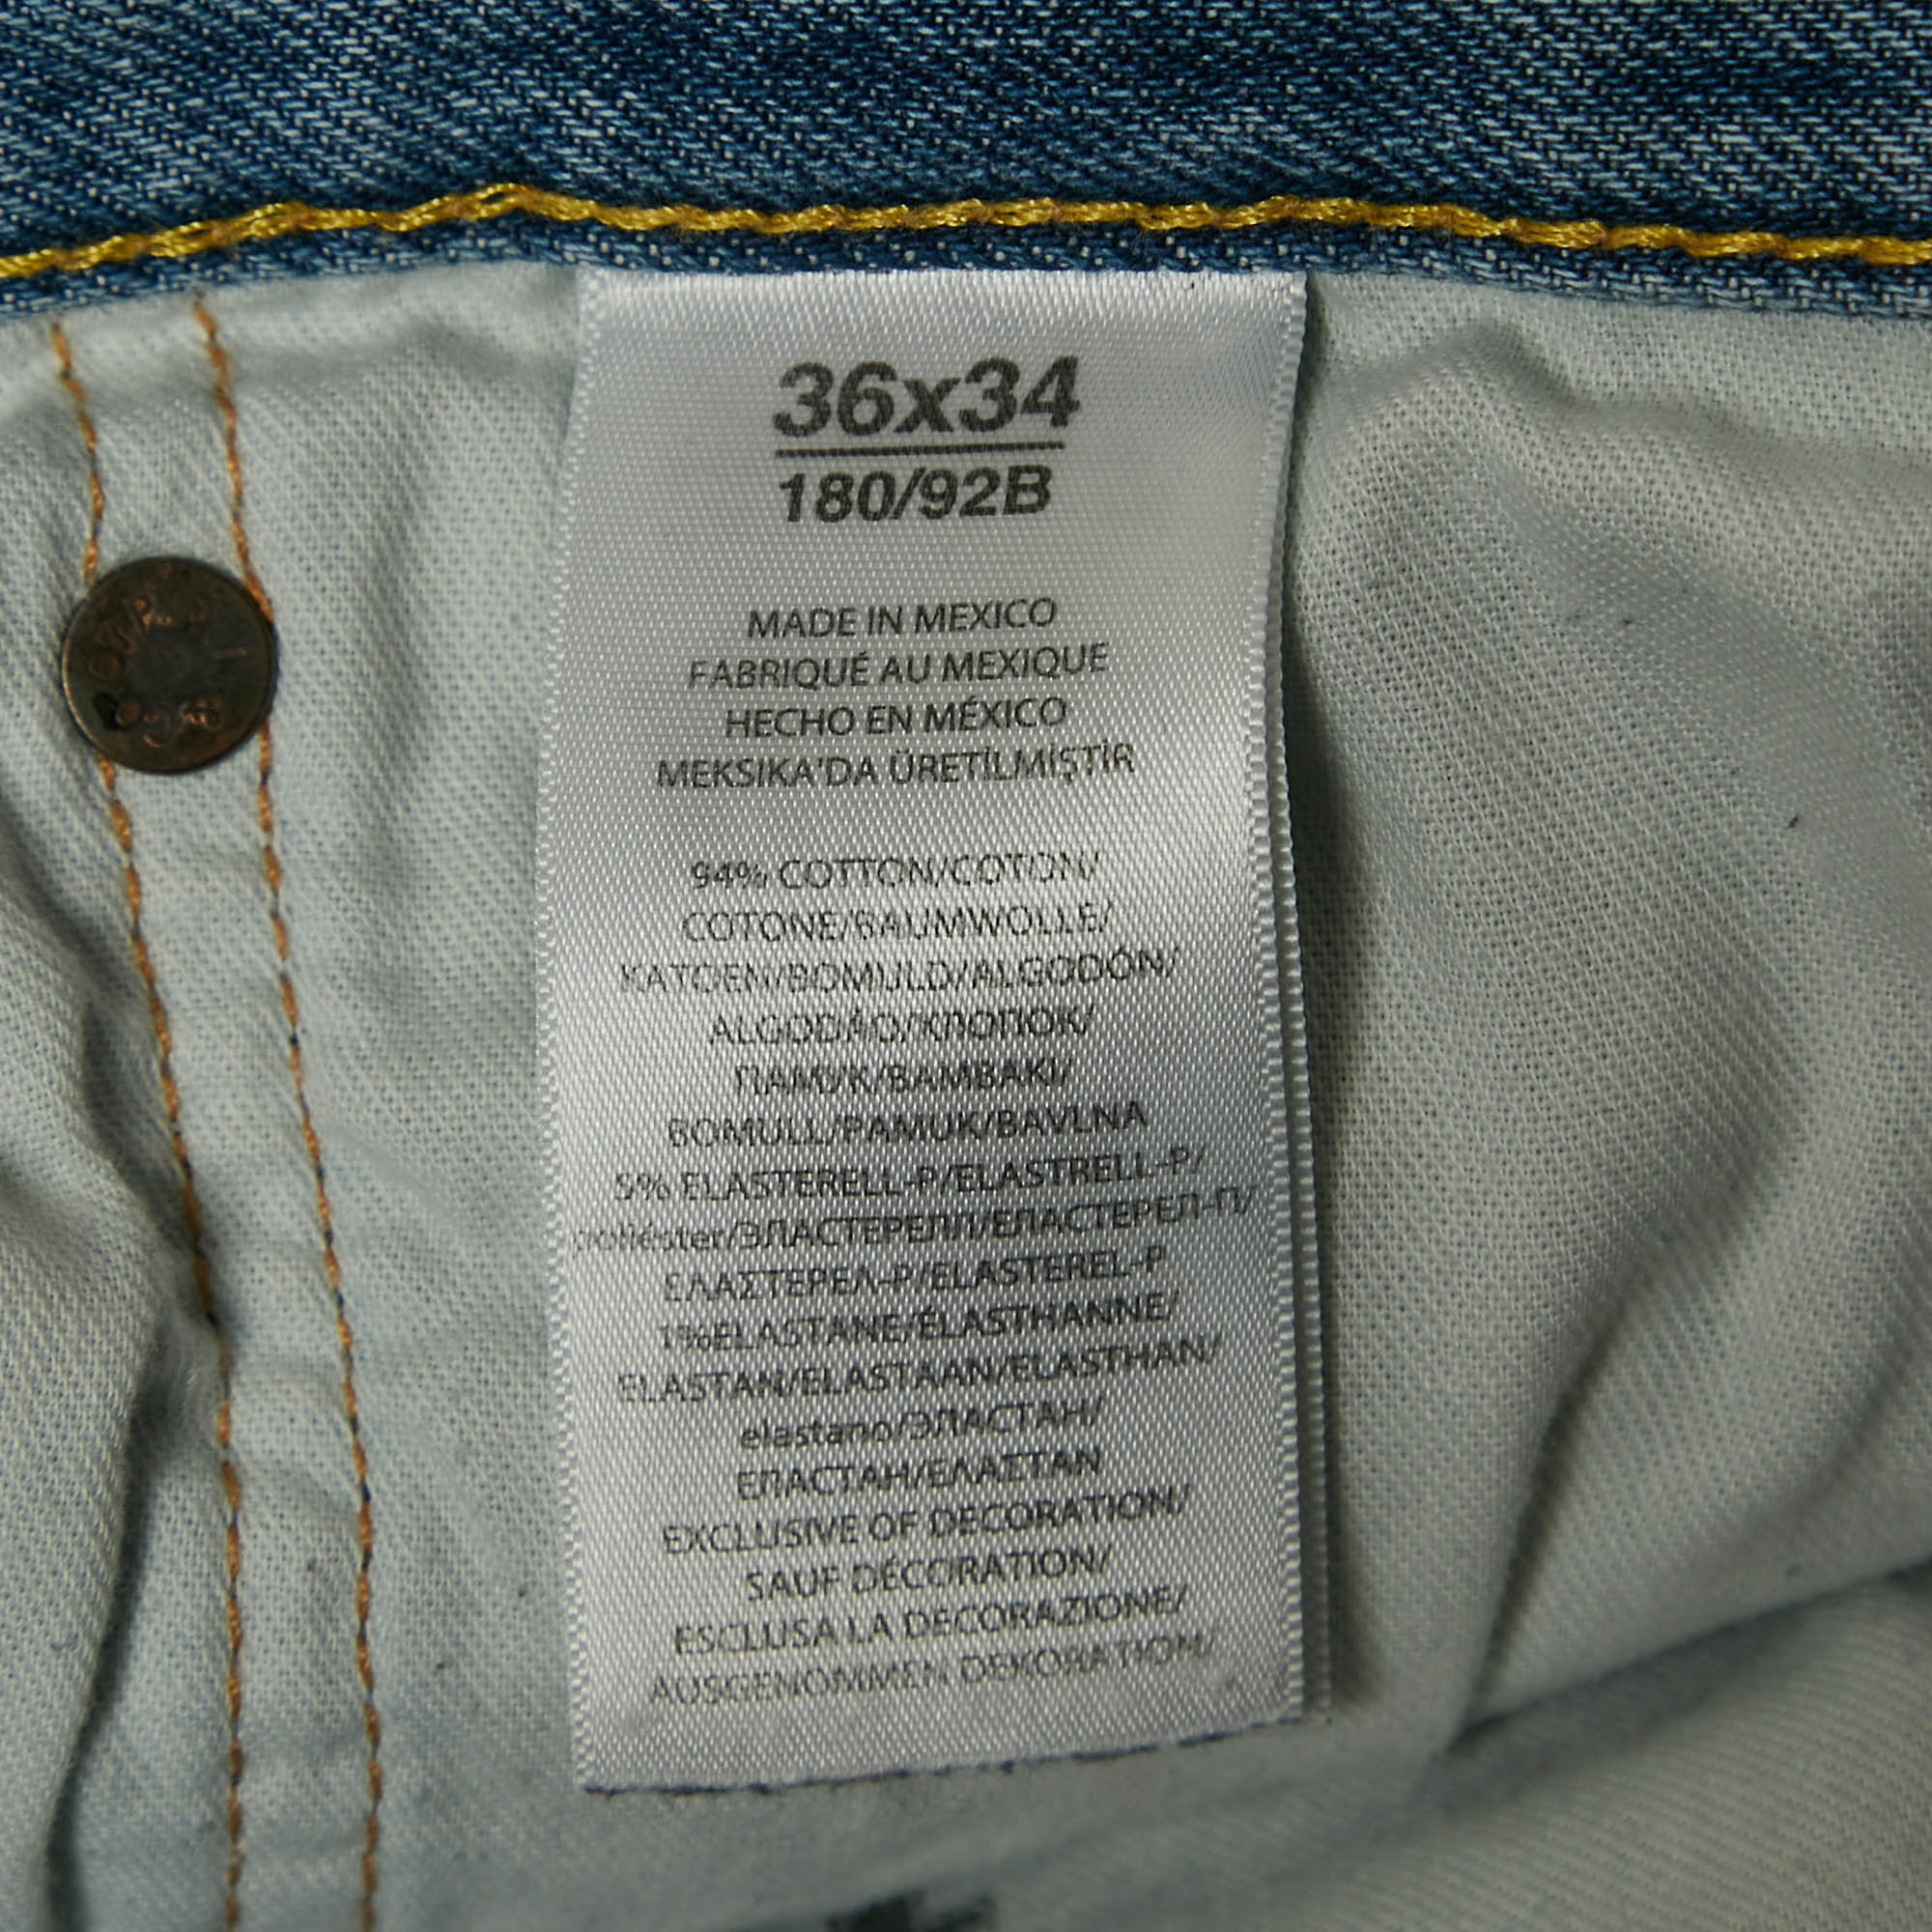 36x34
180/92B
MADE IN MEXICO
FABRIQUÉ AU MEXIQUE
HECHO EN MÉXICO
MEKSIKA'DA ÜRETİLMİŞTİR
94% COTTON/COTON/
COTONE/BAUMWOLLE/
KATOEN/BOMULD/ALGODÓN/
ALGODÃO/ХЛОПОК/
ПАМУК/BAMBAKI/
BOMULL/PAMUK/BAVLNA
5% ELASTERELL-P/ELASTRELL-P/
poliéster/ЭЛАСТЕРЕЛЛ/ЕЛАСТЕРЕЛ-П/
ΕΛΑΣΤΕΡΕΛ-P/ELASTEREL-P
1%ELASTANE/ÉLASTHANNE/
ELASTAN/ELASTAAN/ELASTHAN/
elastano/ЭЛАСТАН/
ЕЛАСТАН/ΕΛΑΣΤΑΝ
EXCLUSIVE OF DECORATION/
SAUF DÉCORATION/
ESCLUSA LA DECORAZIONE/
AUSGENOMMEN DEKORATION/